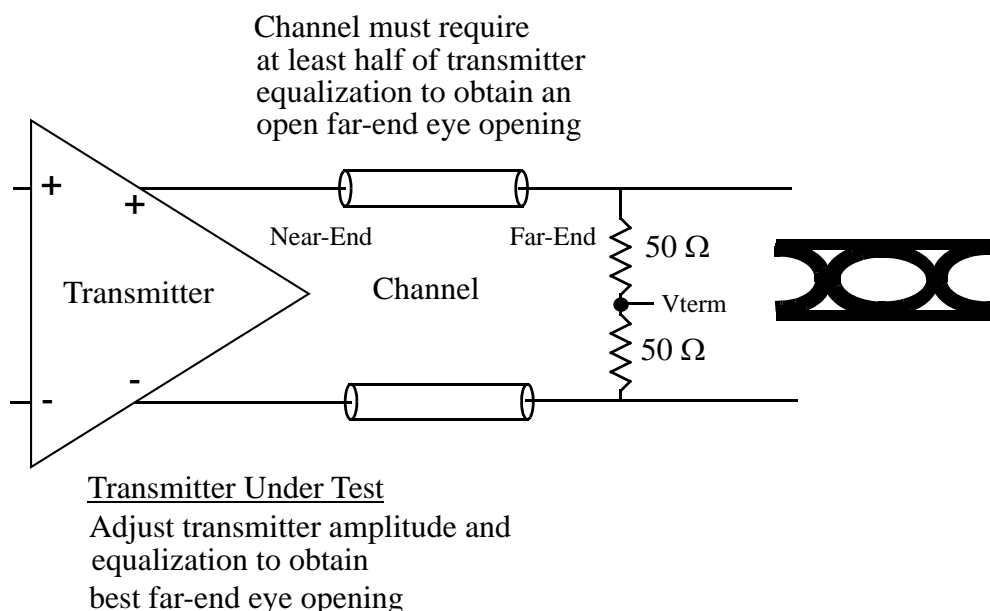 Channel must require
at least half of transmitter
equalization to obtain an
open far-end eye opening
+
+
Near-End
Far-End
50 Ω
Transmitter
Channel
Vterm
50 Ω
-
-
Transmitter Under Test
Adjust transmitter amplitude and
equalization to obtain
best far-end eye opening